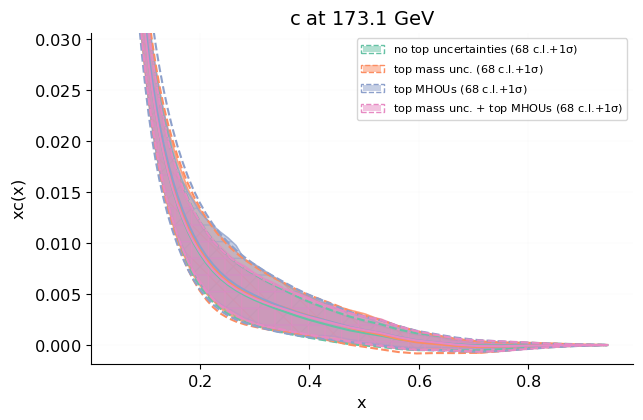 c at 173.1 GeV
no top uncertainties (68 c.l.+1σ)
top mass unc. (68 c.l.+1σ)
top MHOUs (68 c.l.+1σ)
top mass unc. + top MHOUs (68 c.l.+1σ)
xc(x)
0.030
0.025
0.020
0.015
0.010
0.005
0.000
0.2 0.4 0.6 0.8
x